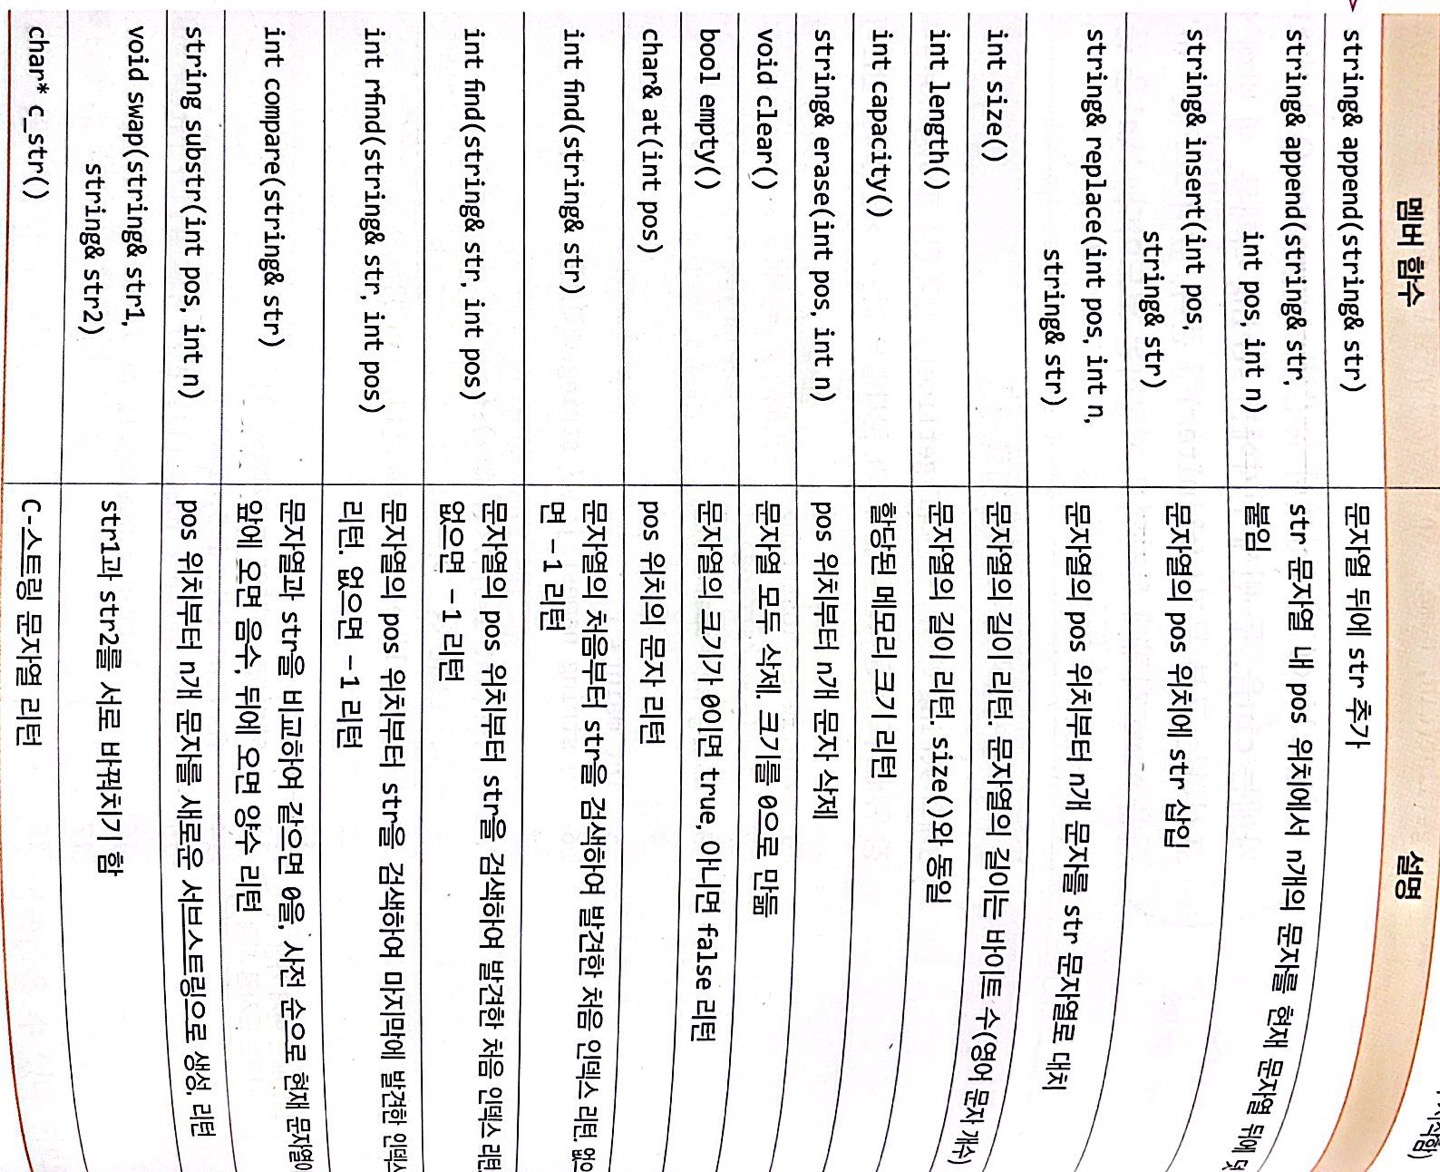 멤버 함수
설명
string& append(string& str)
문자열 뒤에 str 추가
string& append(string& str,
int pos, int n)
str 문자열 내 pos 위치에서 n개의 문자를 현재 문자열 뒤에 덧
붙임
string& insert(int pos,
string& str)
문자열의 pos 위치에 str 삽입
string& replace(int pos, int n,
string& str)
문자열의 pos 위치부터 n개 문자를 str 문자열로 대치
int size()
문자열의 길이 리턴. 문자열의 길이는 바이트 수(영어 문자 개수)
int length()
문자열의 길이 리턴. size()와 동일
int capacity()
할당된 메모리 크기 리턴
string& erase(int pos, int n)
pos 위치부터 n개 문자 삭제
void clear()
문자열 모두 삭제. 크기를 0으로 만듦
bool empty()
문자열의 크기가 0이면 true, 아니면 false 리턴
char& at(int pos)
pos 위치의 문자 리턴
int find(string& str)
문자열의 처음부터 str을 검색하여 발견한 처음 인덱스 리턴. 없으
면 -1 리턴
int find(string& str, int pos)
문자열의 pos 위치부터 str을 검색하여 발견한 처음 인덱스 리턴.
없으면 -1 리턴
int rfind(string& str, int pos)
문자열의 pos 위치부터 str을 검색하여 마지막에 발견한 인덱스
리턴. 없으면 -1 리턴
int compare(string& str)
문자열과 str을 비교하여 같으면 0을, 사전 순으로 현재 문자열이
앞에 오면 음수, 뒤에 오면 양수 리턴
string substr(int pos, int n)
pos 위치부터 n개 문자를 새로운 서브스트링으로 생성, 리턴
void swap(string& str1,
string& str2)
str1과 str2를 서로 바꿔치기 함
char* c_str()
C-스트링 문자열 리턴